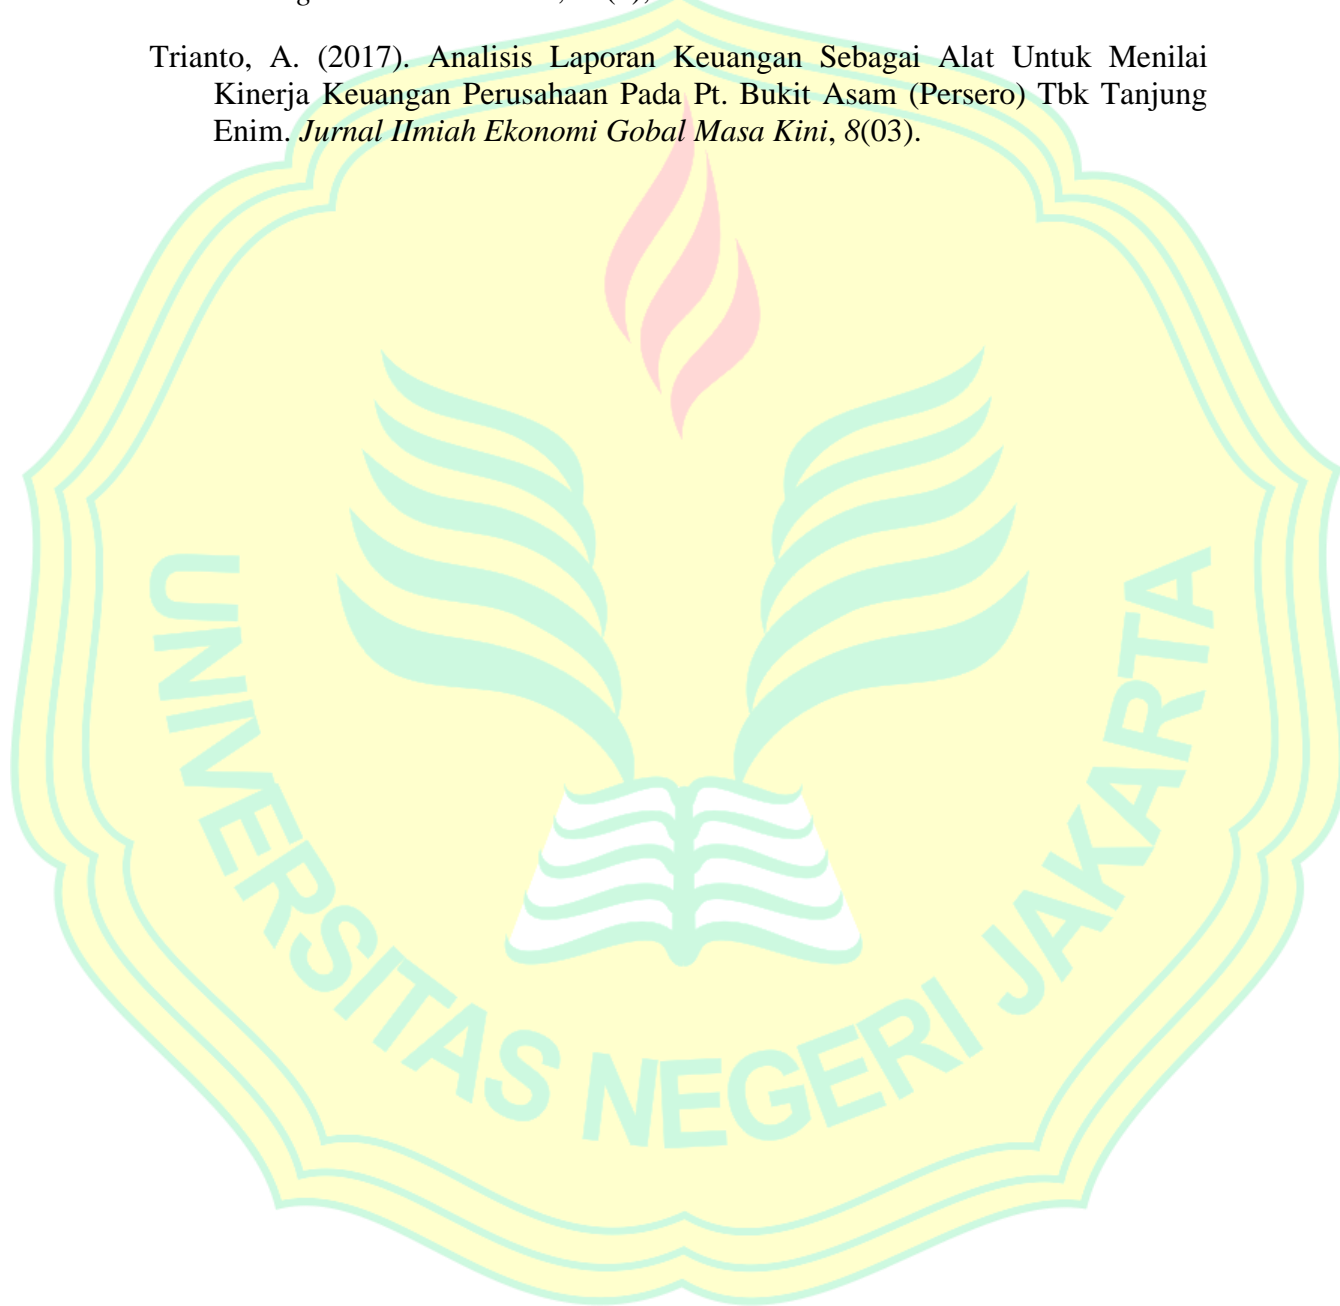 Trianto, A. (2017). Analisis Laporan Keuangan Sebagai Alat Untuk Menilai
Kinerja Keuangan Perusahaan Pada Pt. Bukit Asam (Persero) Tbk Tanjung
Enim. Jurnal IImiah Ekonomi Gobal Masa Kini, 8(03).
UNIVERSITAS NEGERI JAKARTA